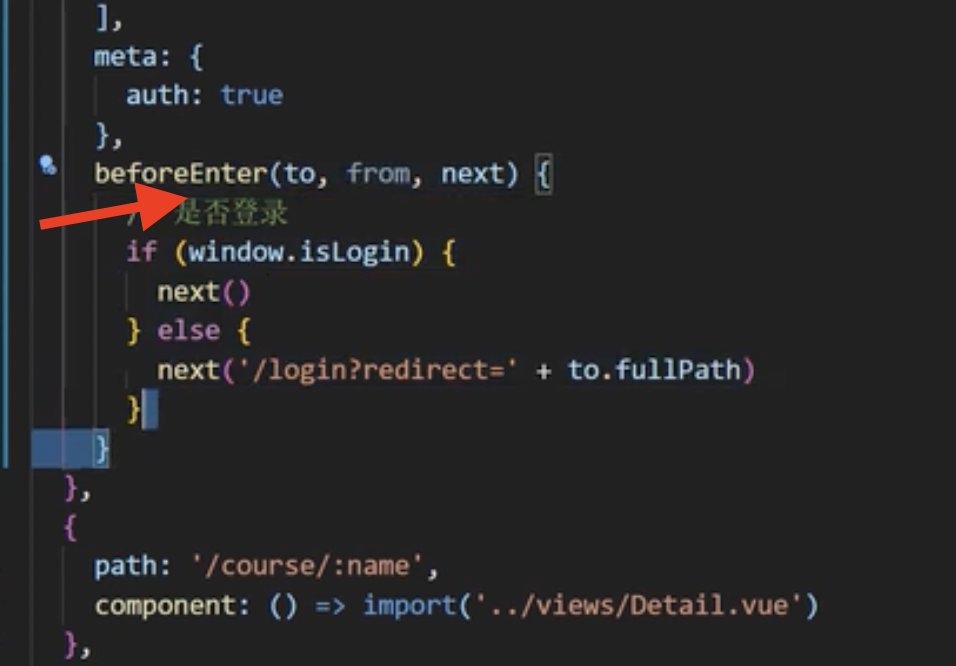 ],
meta: {
auth: true
},
beforeEnter(to, from, next) {
/ 是否登录
if (window.isLogin) {
next()
} else {
next('/login?redirect=' + to.fullPath)
}
}
},
{
path: '/course/:name',
component: () => import('../views/Detail.vue')
},